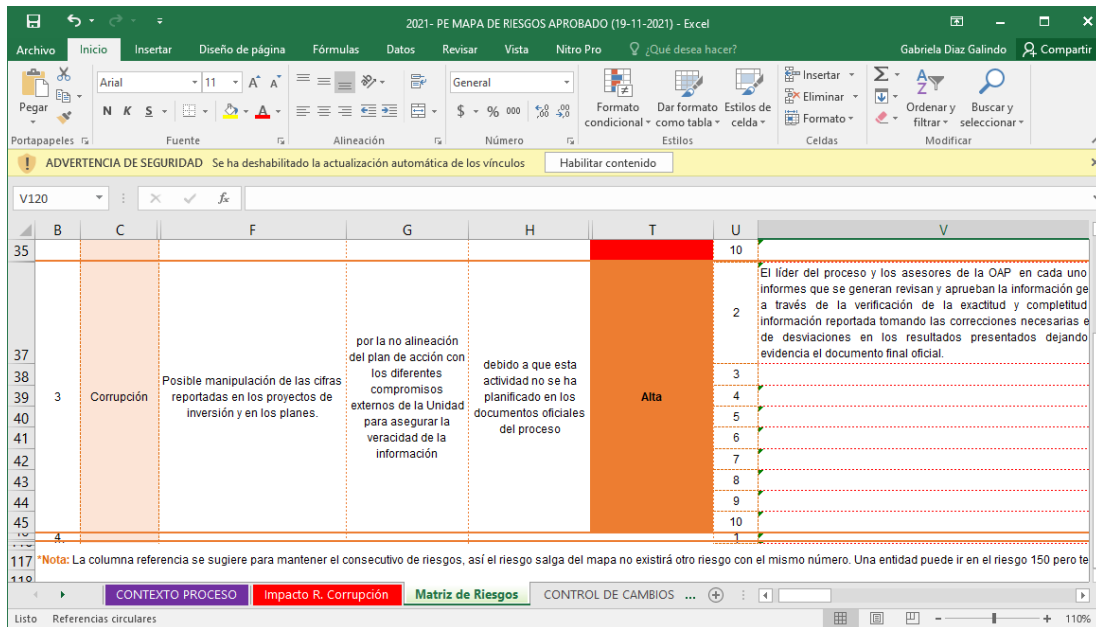 2021- PE MAPA DE RIESGOS APROBADO (19-11-2021) - Excel
Archivo Inicio Insertar Diseño de página Fórmulas Datos Revisar Vista Nitro Pro ¿Qué desea hacer? Gabriela Diaz Galindo Compartir
Pegar
Arial 11
N K S
General
$ % 000
Formato condicional
Dar formato como tabla
Estilos de celda
Insertar
Eliminar
Formato
Ordenar y filtrar
Buscar y seleccionar
Portapapeles Fuente Alineación Número Estilos Celdas Modificar
ADVERTENCIA DE SEGURIDAD Se ha deshabilitado la actualización automática de los vínculos Habilitar contenido
V120 fx
B C F G H T U V
35 10
37
38
39
40
41
42
43
44
45
3
Corrupción
Posible manipulación de las cifras
reportadas en los proyectos de
inversión y en los planes.
por la no alineación
del plan de acción con
los diferentes
compromisos
externos de la Unidad
para asegurar la
veracidad de la
información
debido a que esta
actividad no se ha
planificado en los
documentos oficiales
del proceso
Alta
2
3
4
5
6
7
8
9
10
El líder del proceso y los asesores de la OAP en cada uno
informes que se generan revisan y aprueban la información ge
a través de la verificación de la exactitud y completitud
información reportada tomando las correcciones necesarias e
de desviaciones en los resultados presentados dejando
evidencia el documento final oficial.
4 1
117 *Nota: La columna referencia se sugiere para mantener el consecutivo de riesgos, así el riesgo salga del mapa no existirá otro riesgo con el mismo número. Una entidad puede ir en el riesgo 150 pero te
118
CONTEXTO PROCESO Impacto R. Corrupción Matriz de Riesgos CONTROL DE CAMBIOS ...
Listo Referencias circulares 110%